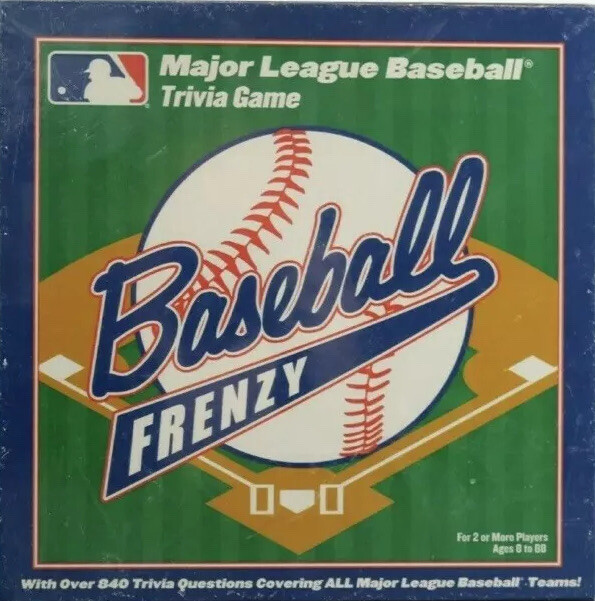 Major League Baseball®
Trivia Game
Baseball
FRENZY
For 2 or More Players
Ages 8 to 88
With Over 840 Trivia Questions Covering ALL Major League Baseball® Teams!